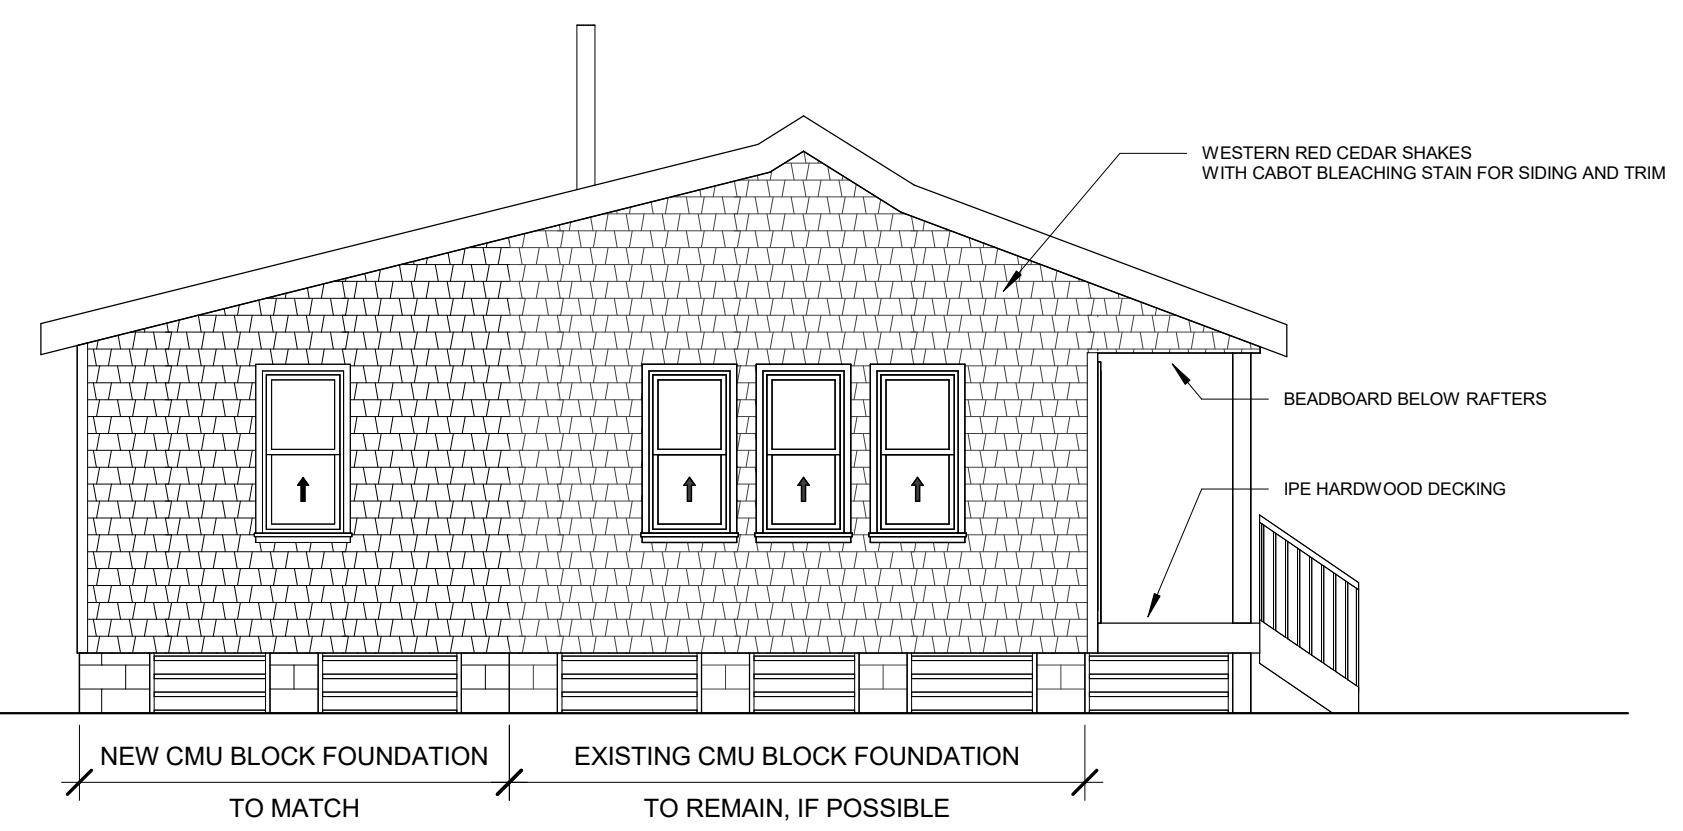 WESTERN RED CEDAR SHAKES
WITH CABOT BLEACHING STAIN FOR SIDING AND TRIM
BEADBOARD BELOW RAFTERS
IPE HARDWOOD DECKING
NEW CMU BLOCK FOUNDATION
TO MATCH
EXISTING CMU BLOCK FOUNDATION
TO REMAIN, IF POSSIBLE